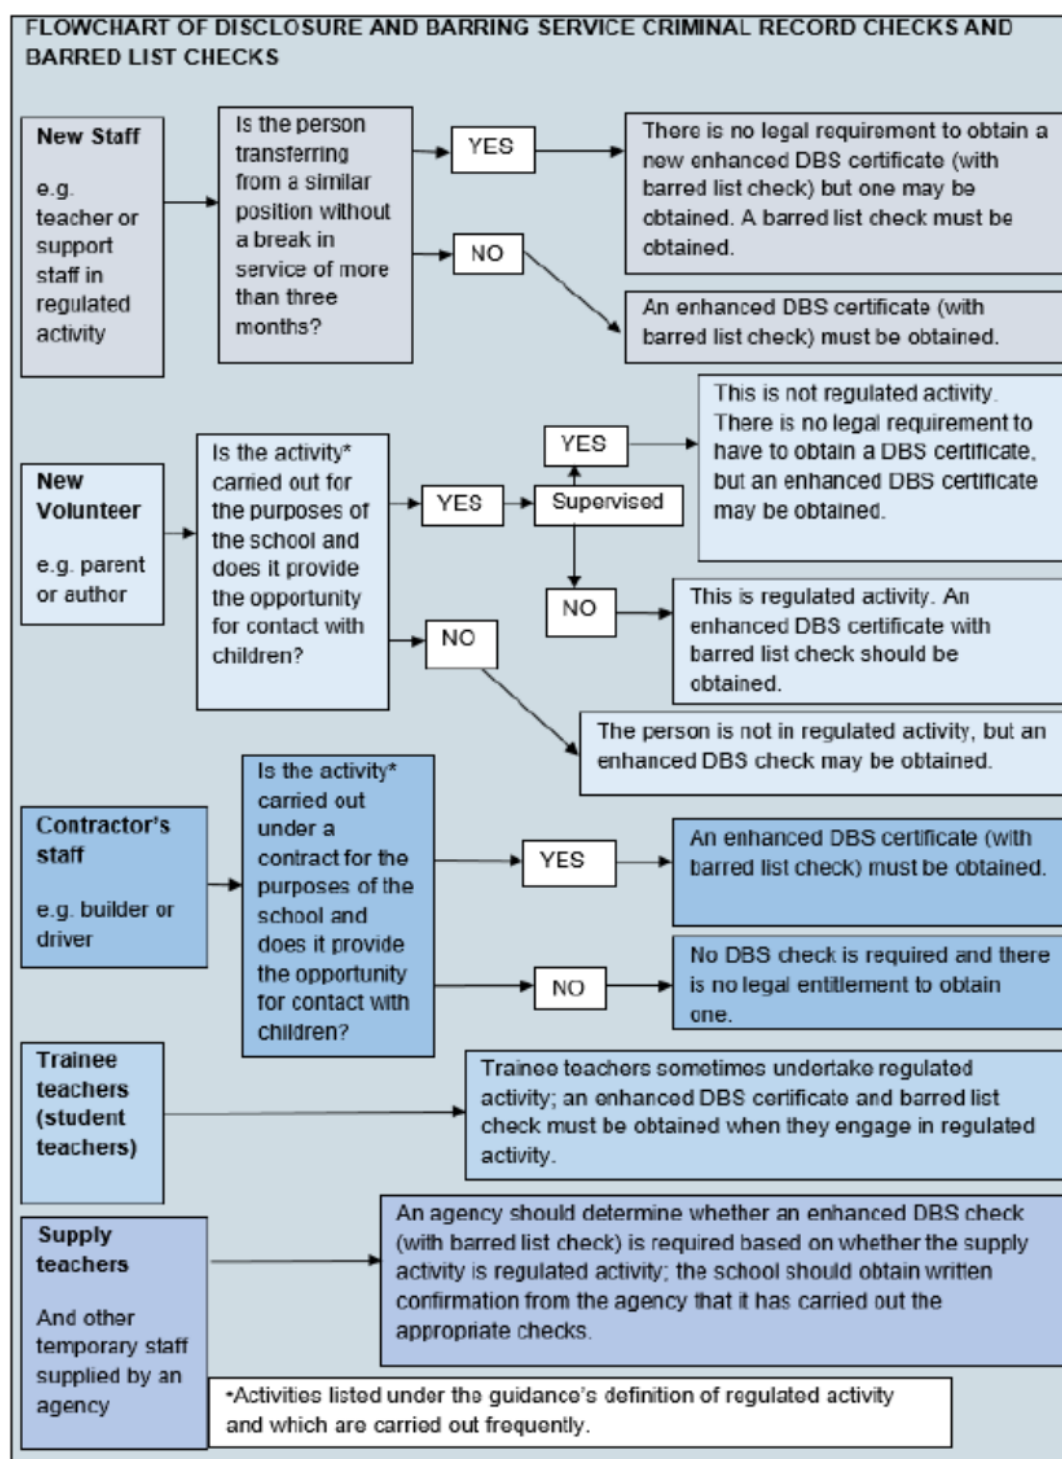 FLOWCHART OF DISCLOSURE AND BARRING SERVICE CRIMINAL RECORD CHECKS AND
BARRED LIST CHECKS
New Staff
e.g.
teacher or
support
staff in
regulated
activity
Is the person
transferring
from a similar
position without
a break in
service of more
than three
months?
YES
There is no legal requirement to obtain a
new enhanced DBS certificate (with
barred list check) but one may be
obtained. A barred list check must be
obtained.
NO
An enhanced DBS certificate (with
barred list check) must be obtained.
New
Volunteer
e.g. parent
or author
Is the activity*
carried out for
the purposes of
the school and
does it provide
the opportunity
for contact with
children?
YES
Supervised
YES
This is not regulated activity.
There is no legal requirement to
have to obtain a DBS certificate,
but an enhanced DBS certificate
may be obtained.
NO
This is regulated activity. An
enhanced DBS certificate with
barred list check should be
obtained.
NO
The person is not in regulated activity, but an
enhanced DBS check may be obtained.
Contractor's
staff
e.g. builder or
driver
Is the activity*
carried out
under a
contract for the
purposes of the
school and
does it provide
the opportunity
for contact with
children?
YES
An enhanced DBS certificate (with
barred list check) must be obtained.
NO
No DBS check is required and there
is no legal entitlement to obtain
one.
Trainee
teachers
(student
teachers)
Trainee teachers sometimes undertake regulated
activity; an enhanced DBS certificate and barred list
check must be obtained when they engage in regulated
activity.
Supply
teachers
And other
temporary staff
supplied by an
agency
An agency should determine whether an enhanced DBS check
(with barred list check) is required based on whether the supply
activity is regulated activity; the school should obtain written
confirmation from the agency that it has carried out the
appropriate checks.
*Activities listed under the guidance's definition of regulated activity
and which are carried out frequently.